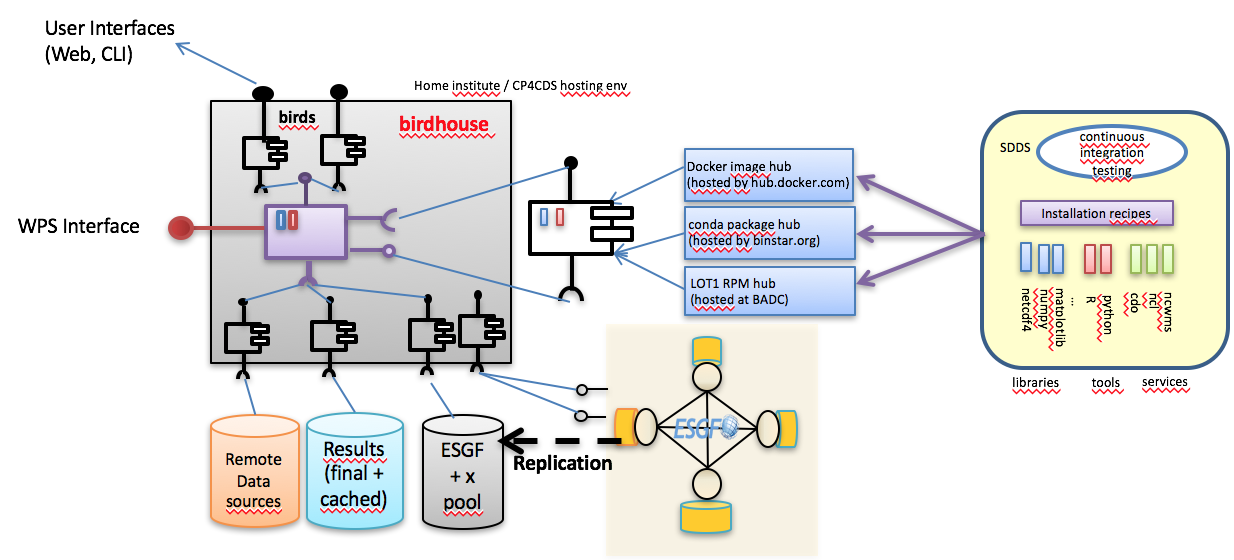 User Interfaces
(Web, CLI)
Home institute / CP4CDS hosting env
birds
birdhouse
WPS Interface
Docker image hub
(hosted by hub.docker.com)
conda package hub
(hosted by binstar.org)
LOT1 RPM hub
(hosted at BADC)
SDDS
continuous
integration
testing
Installation recipes
netcdf4
numpy
matplotlib
...
R
python
cdo
ncl
ncwms
libraries
tools
services
Remote
Data
sources
Results
(final +
cached)
ESGF
+ x
pool
Replication
ESGF